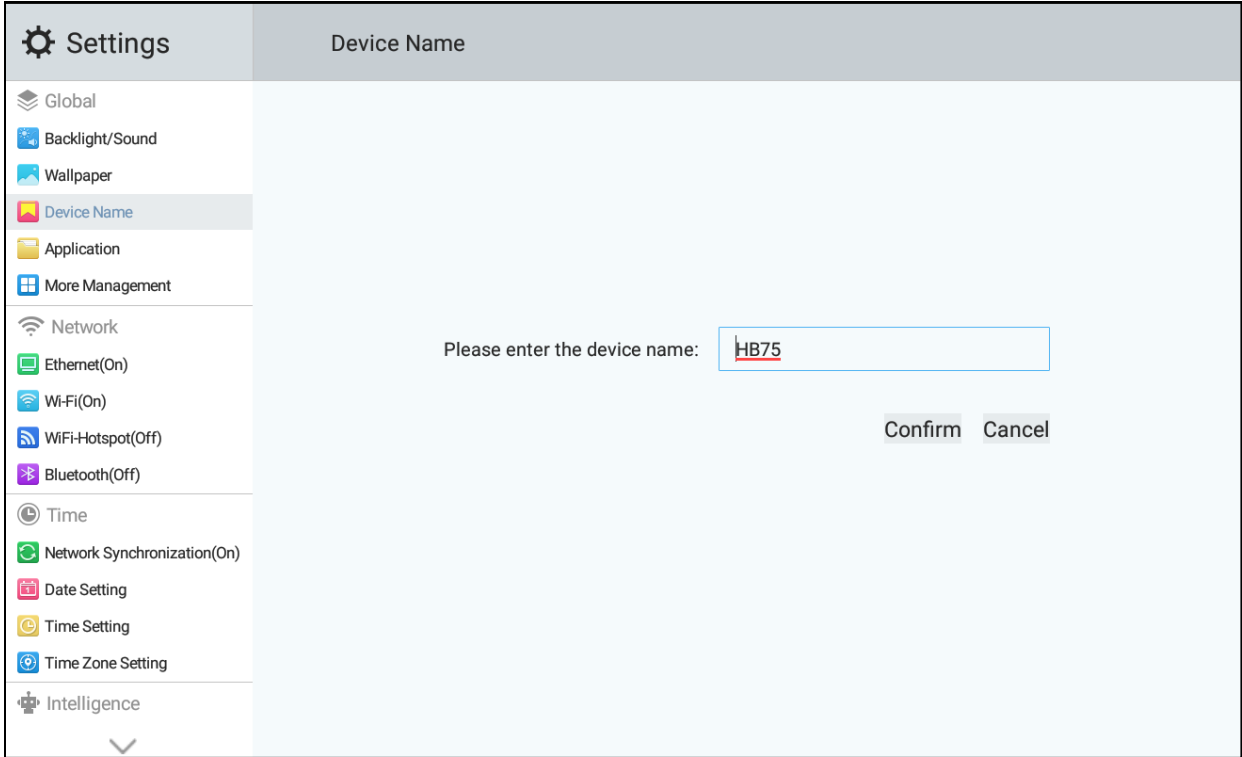 Settings
Device Name
Global
Backlight/Sound
Wallpaper
Device Name
Application
More Management
Network
Ethernet(On)
Wi-Fi(On)
WiFi-Hotspot(Off)
Bluetooth(Off)
Time
Network Synchronization(On)
Date Setting
Time Setting
Time Zone Setting
Intelligence
Please enter the device name: HB75
Confirm Cancel